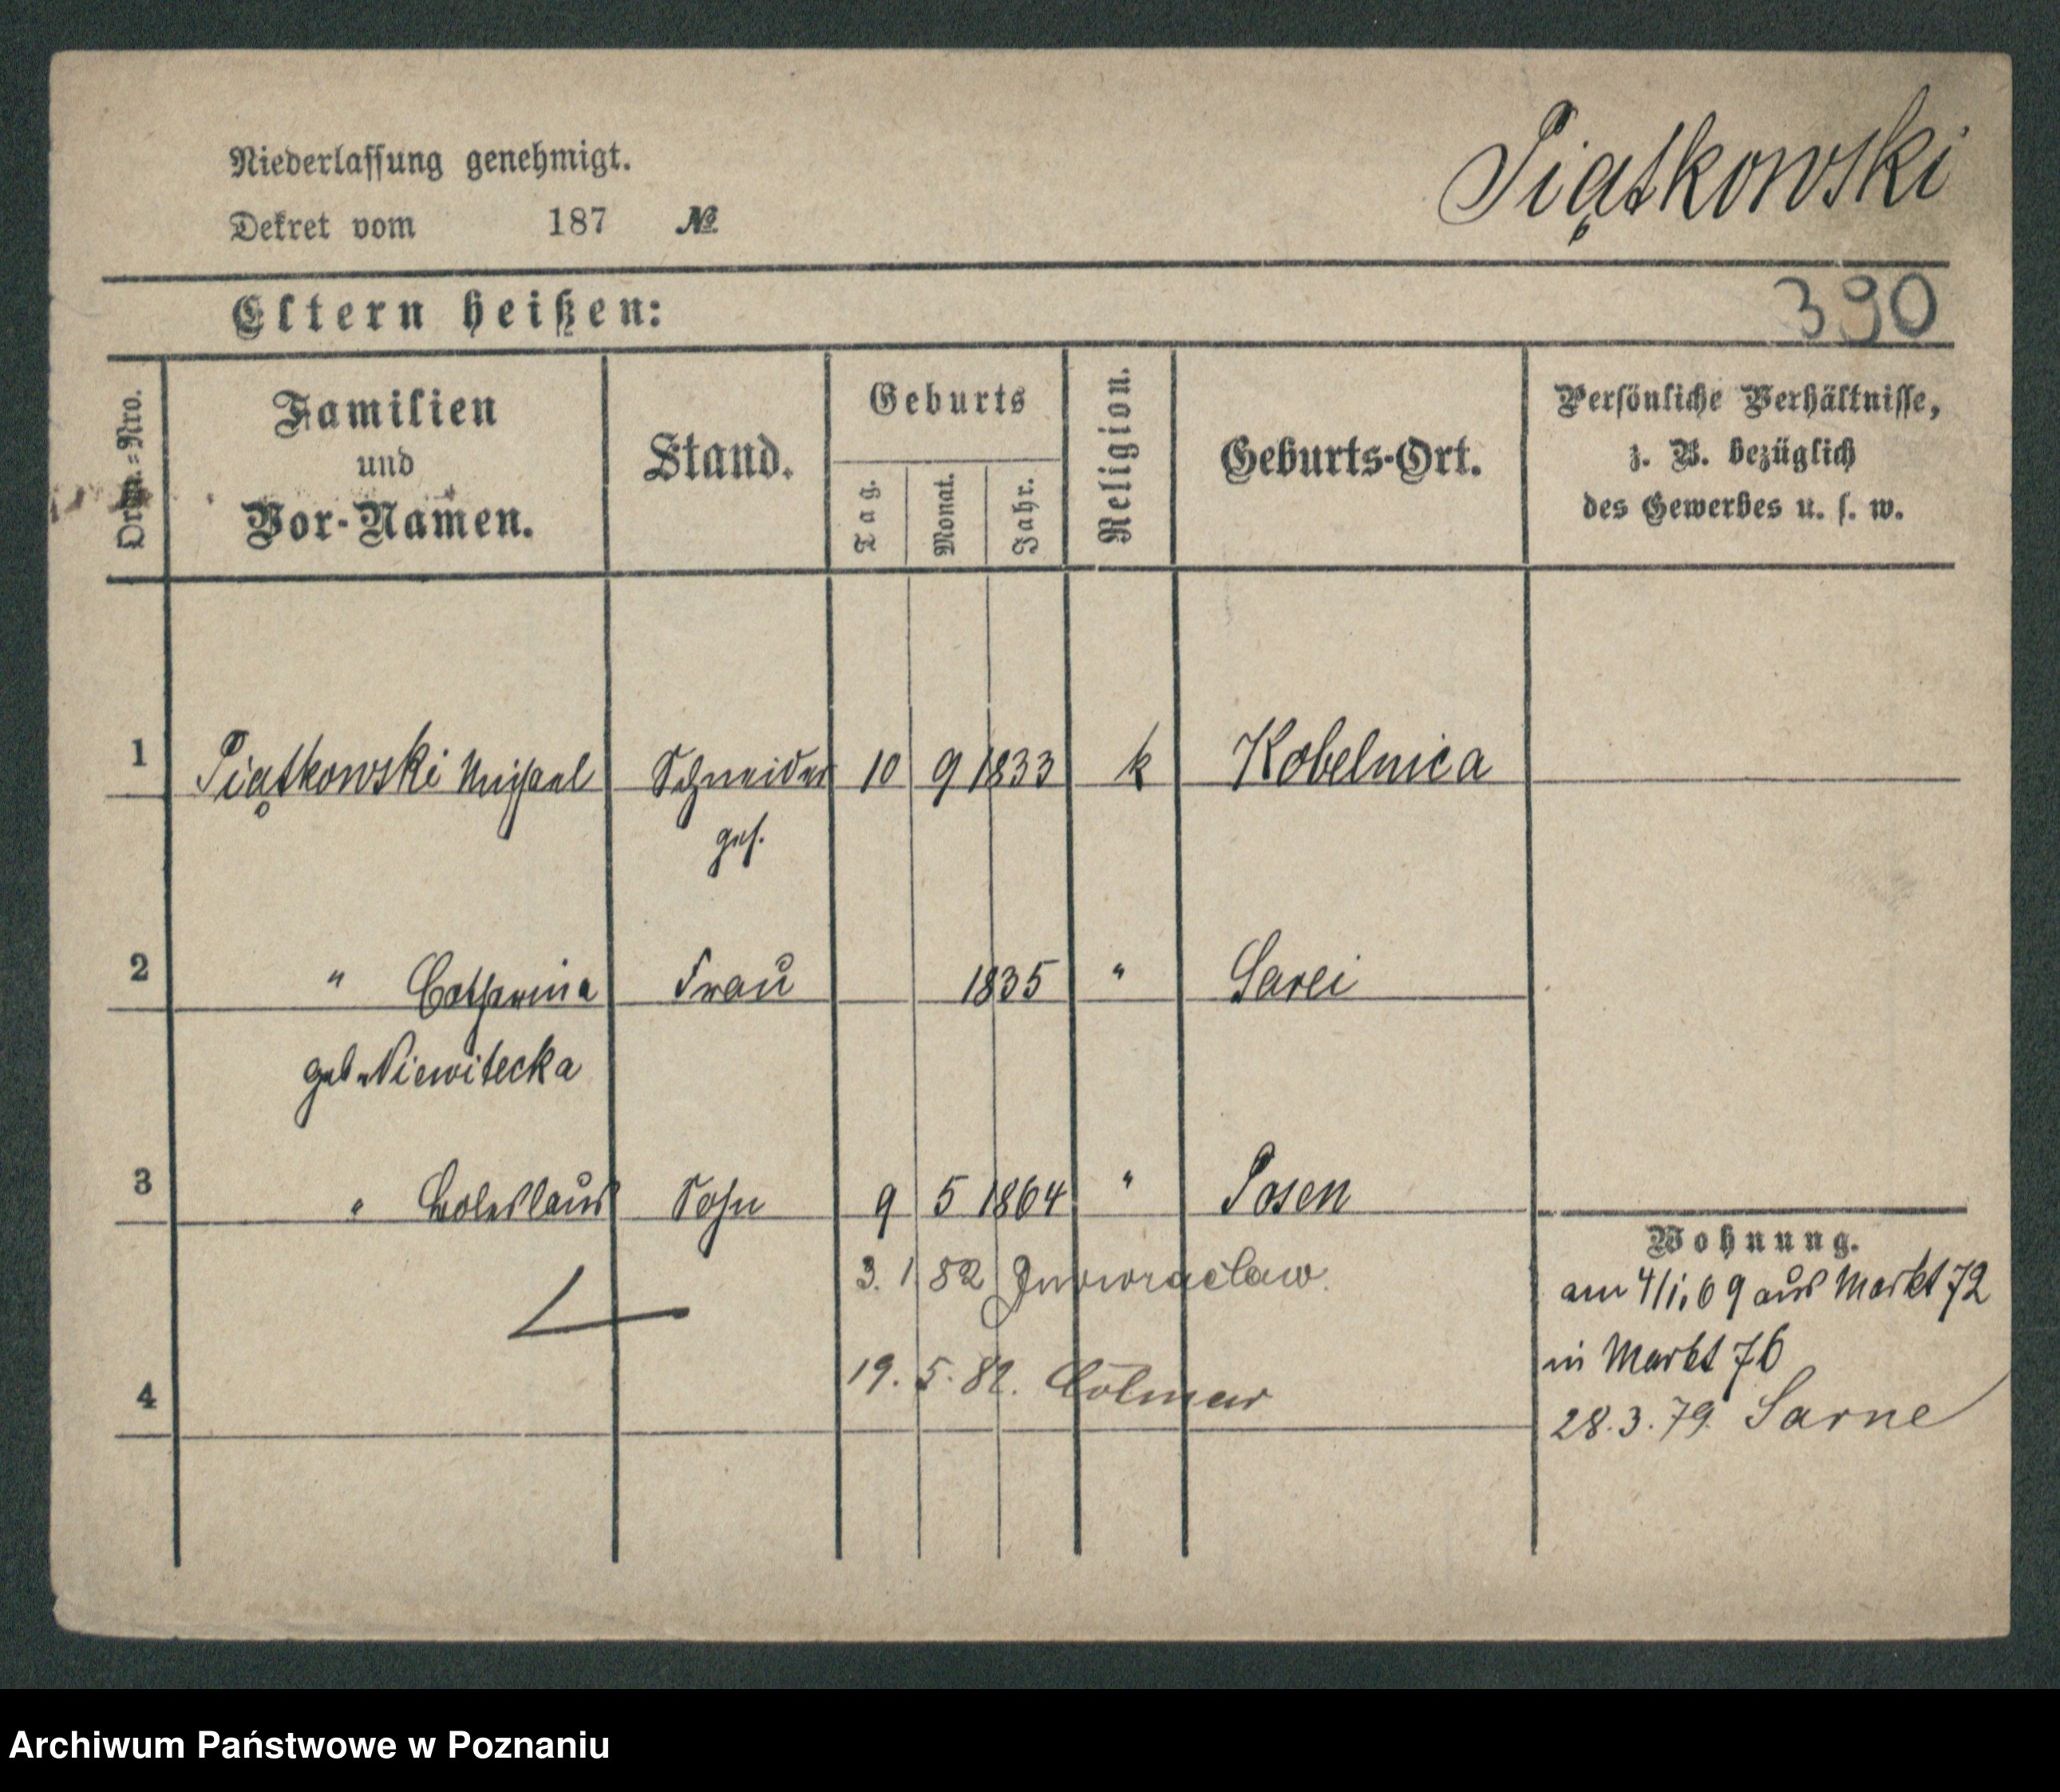 Niederlassung genehmigt.
Dekret vom 187 №
Piątkowski
Eltern heißen:
390
Ordn.=Nro.
Familien
und
Vor-Namen.
Stand.
Geburts
Tag.
Monat.
Jahr.
Religion.
Geburts-Ort.
Persönliche Verhältnisse,
z. B. bezüglich
des Gewerbes u. s. w.
1 Piątkowski Michael Schneider 10 9 1833 k Kobelnica
ges.
2 " Catharina Frau 1835 " Sarei
geb. Niewitecka
3 " Boleslaus Sohn 9 5 1864 " Posen
Wohnung.
3. 1 82 Inowraclaw.
am 4/1.69 aus Markt 72
in Markt 76
19. 5. 82. Colmar
28.3.79. Sarne
4
Archiwum Państwowe w Poznaniu